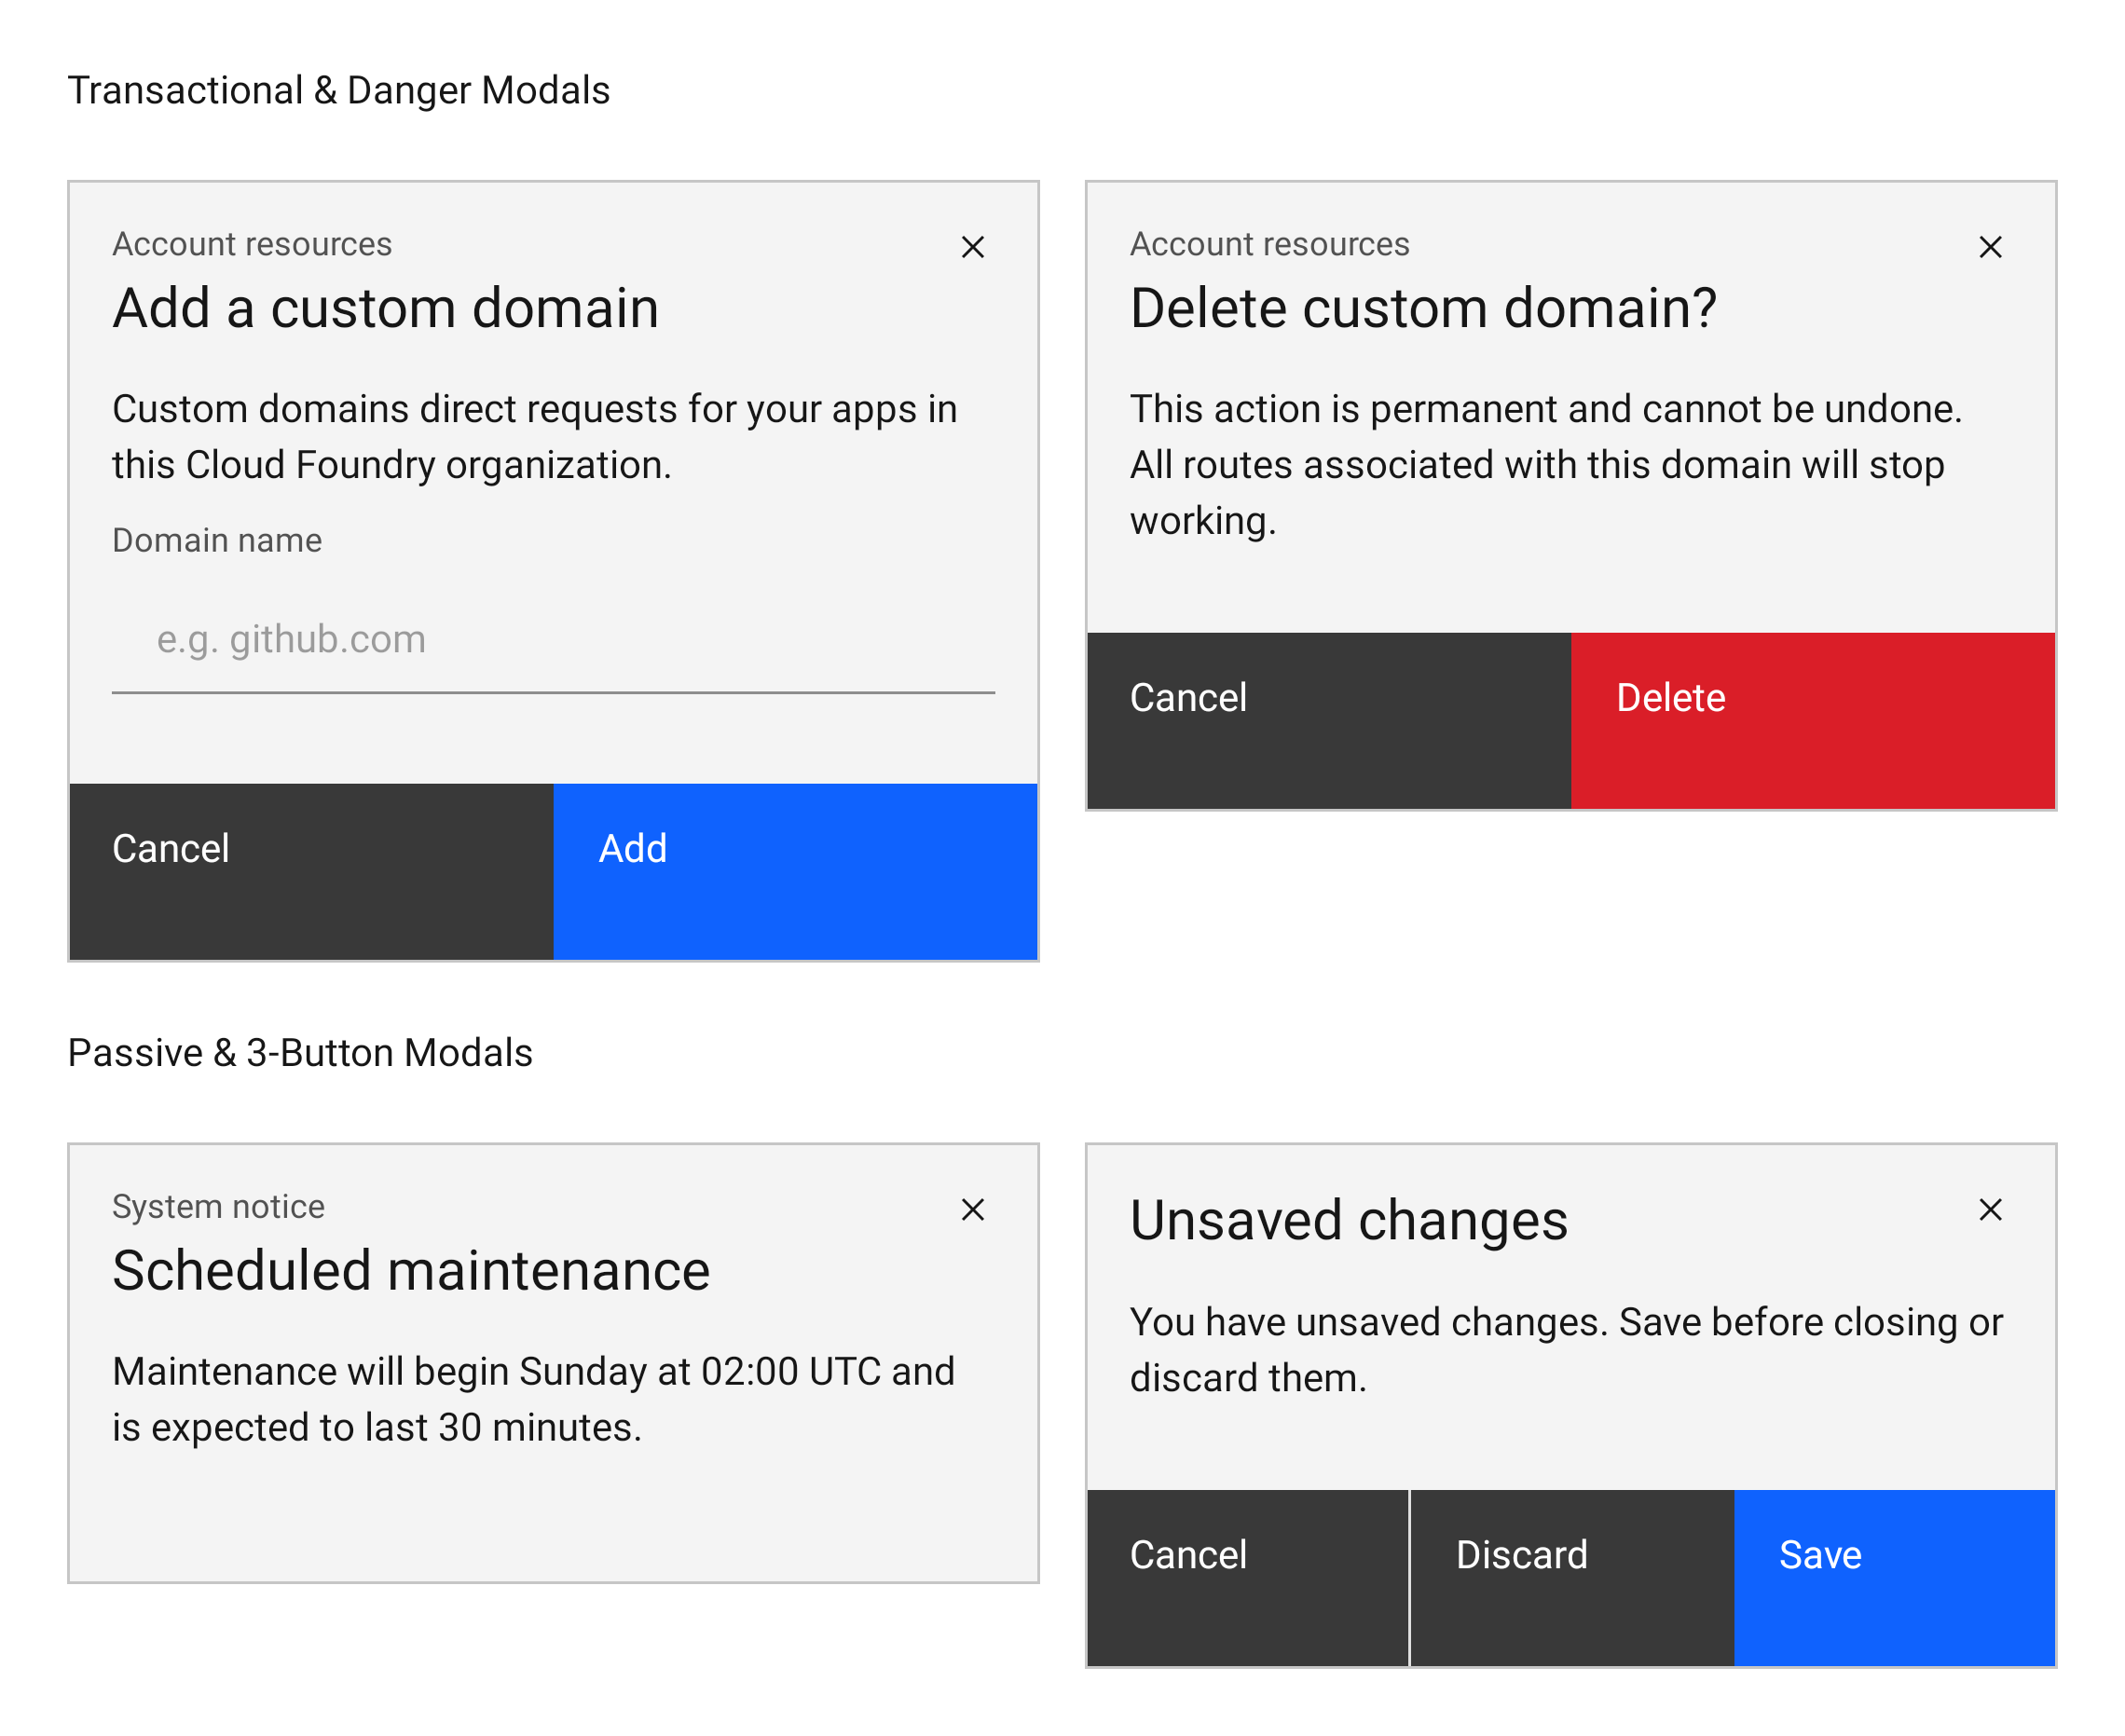 Transactional & Danger Modals
Account resources
Add a custom domain
Custom domains direct requests for your apps in
this Cloud Foundry organization.
Domain name
e.g. github.com
Cancel
Add
Account resources
Delete custom domain?
This action is permanent and cannot be undone.
All routes associated with this domain will stop
working.
Cancel
Delete
Passive & 3-Button Modals
System notice
Scheduled maintenance
Maintenance will begin Sunday at 02:00 UTC and
is expected to last 30 minutes.
Unsaved changes
You have unsaved changes. Save before closing or
discard them.
Cancel
Discard
Save